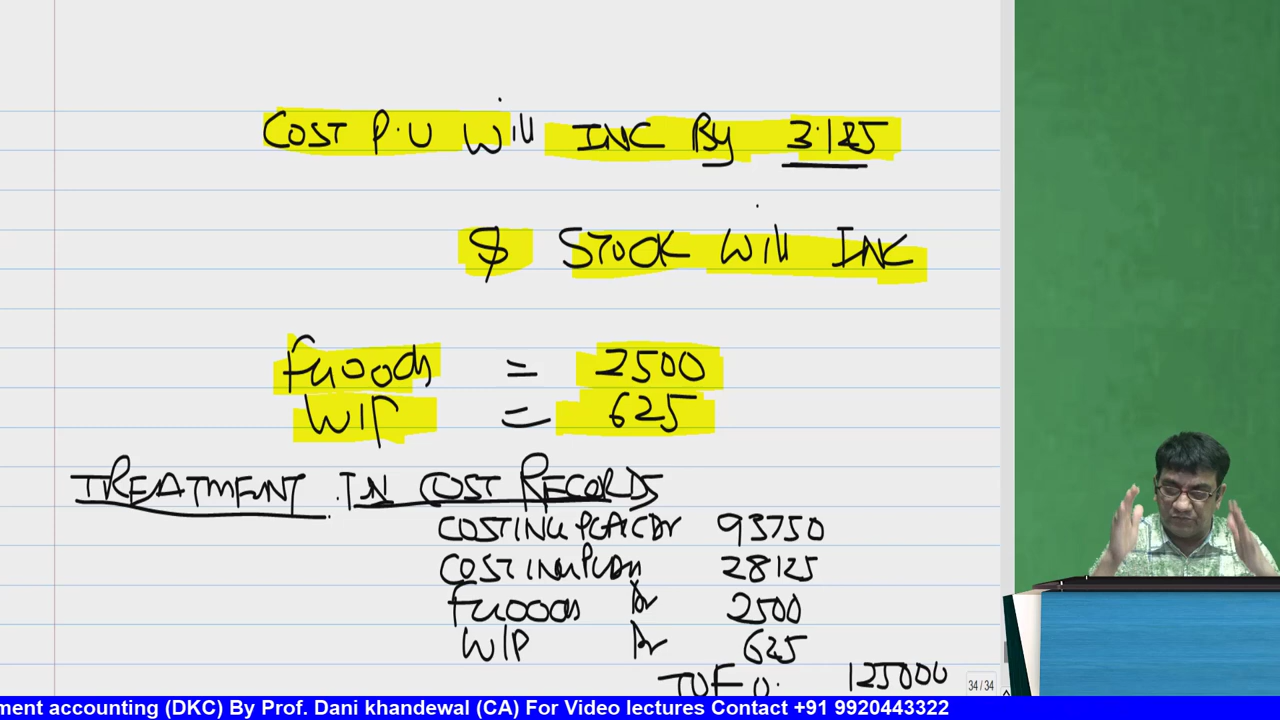 COST P.U Will INC By 3.125
$ STOCK Will INC
FGoods = 2500
WIP = 625
TREATMENT IN COST RECORDS
COSTING P&L A/C Dr 93750
COSTING P&L Dr 28125
FGoods Dr 2500
WIP Dr 625
TO F O. 125000
34 / 34
ment accounting (DKC) By Prof. Dani khandewal (CA) For Video lectures Contact +91 9920443322